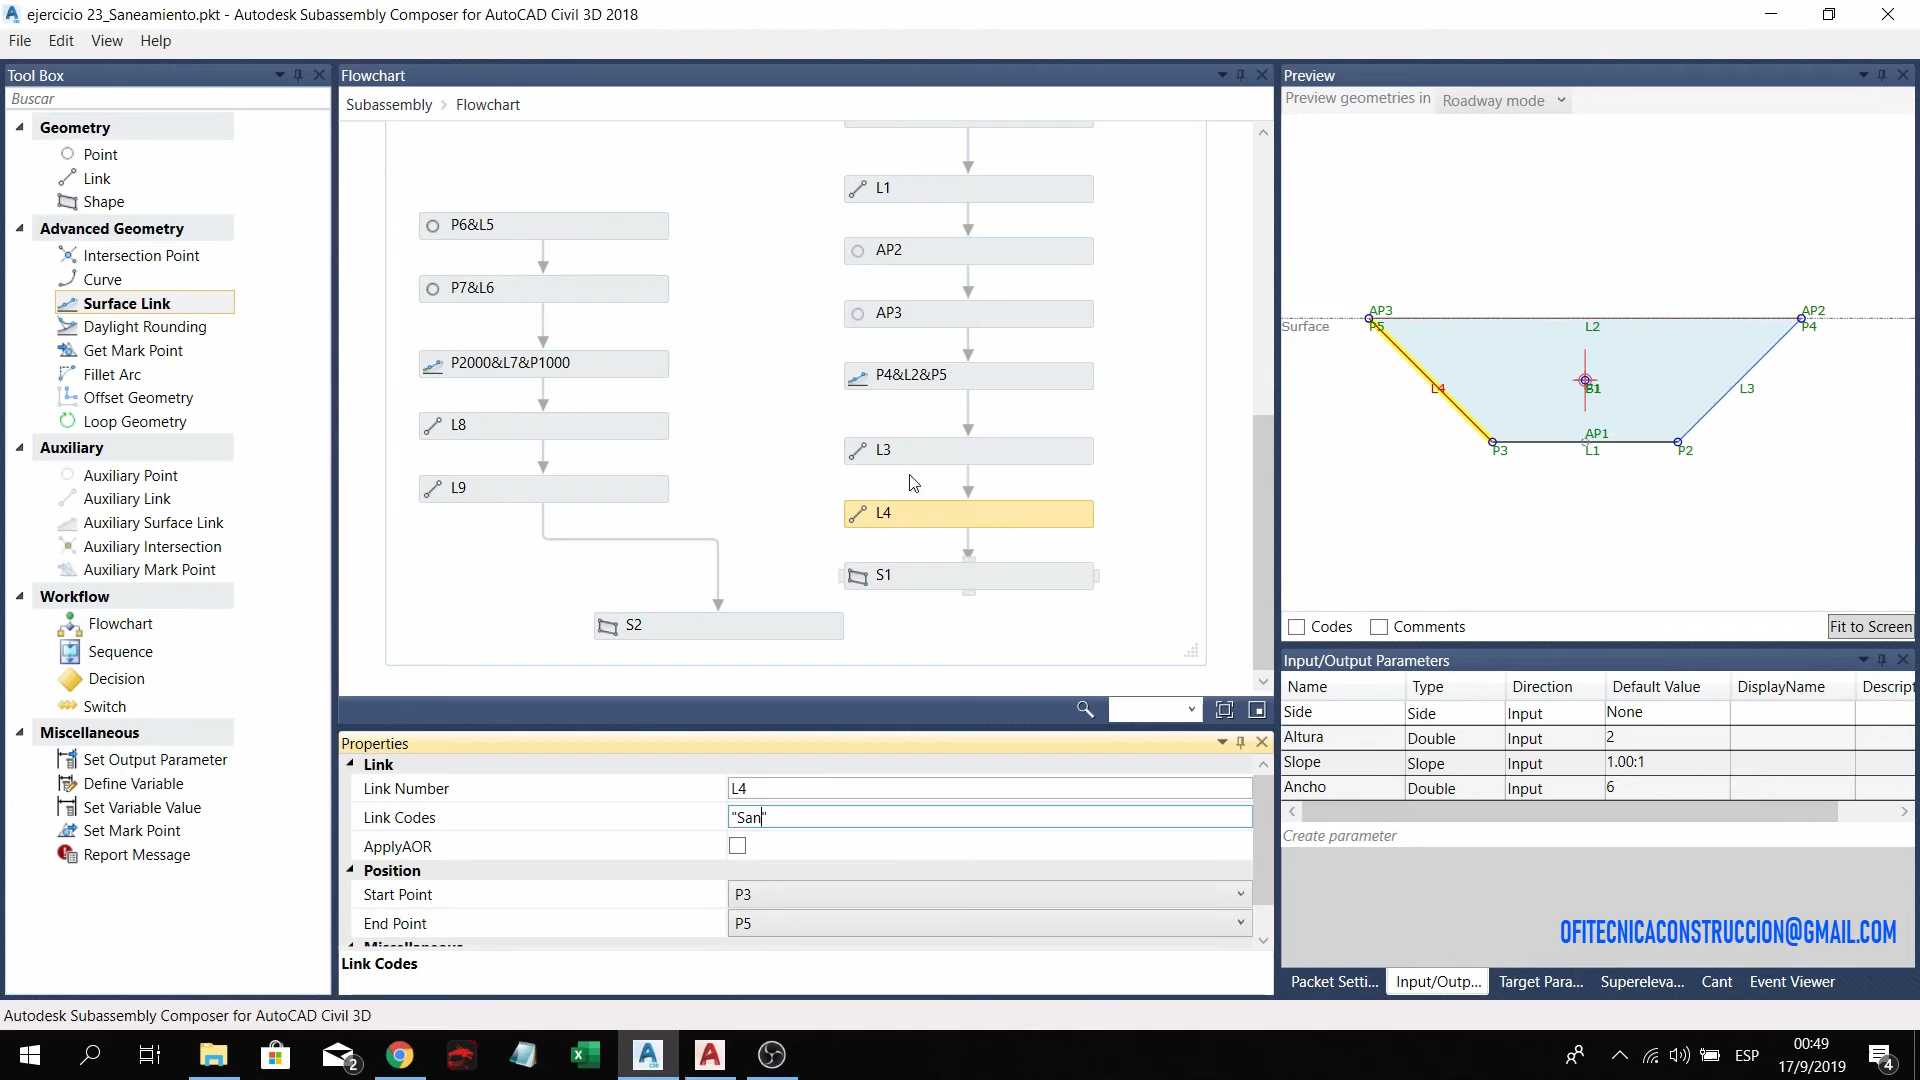 ejercicio 23_Saneamiento.pkt - Autodesk Subassembly Composer for AutoCAD Civil 3D 2018
File Edit View Help
Tool Box
Buscar
Geometry
Point
Link
Shape
Advanced Geometry
Intersection Point
Curve
Surface Link
Daylight Rounding
Get Mark Point
Fillet Arc
Offset Geometry
Loop Geometry
Auxiliary
Auxiliary Point
Auxiliary Link
Auxiliary Surface Link
Auxiliary Intersection
Auxiliary Mark Point
Workflow
Flowchart
Sequence
Decision
Switch
Miscellaneous
Set Output Parameter
Define Variable
Set Variable Value
Set Mark Point
Report Message
Flowchart
Subassembly > Flowchart
P6&L5
P7&L6
P2000&L7&P1000
L8
L9
S2
L1
AP2
AP3
P4&L2&P5
L3
L4
S1
Properties
Link
Link Number L4
Link Codes "San"
ApplyAOR
Position
Start Point P3
End Point P5
Miscellaneous
Link Codes
Preview
Preview geometries in Roadway mode
AP3
AP2
Surface
P5
L2
P4
L4
L3
AP1
P3
L1
P2
Codes Comments Fit to Screen
Input/Output Parameters
Name Type Direction Default Value DisplayName Descript
Side Side Input None
Altura Double Input 2
Slope Slope Input 1.00:1
Ancho Double Input 6
Create parameter
OFITECNICACONSTRUCCION@GMAIL.COM
Packet Setti... Input/Outp... Target Para... Supereleva... Cant Event Viewer
Autodesk Subassembly Composer for AutoCAD Civil 3D
2
ESP
00:49
17/9/2019
4